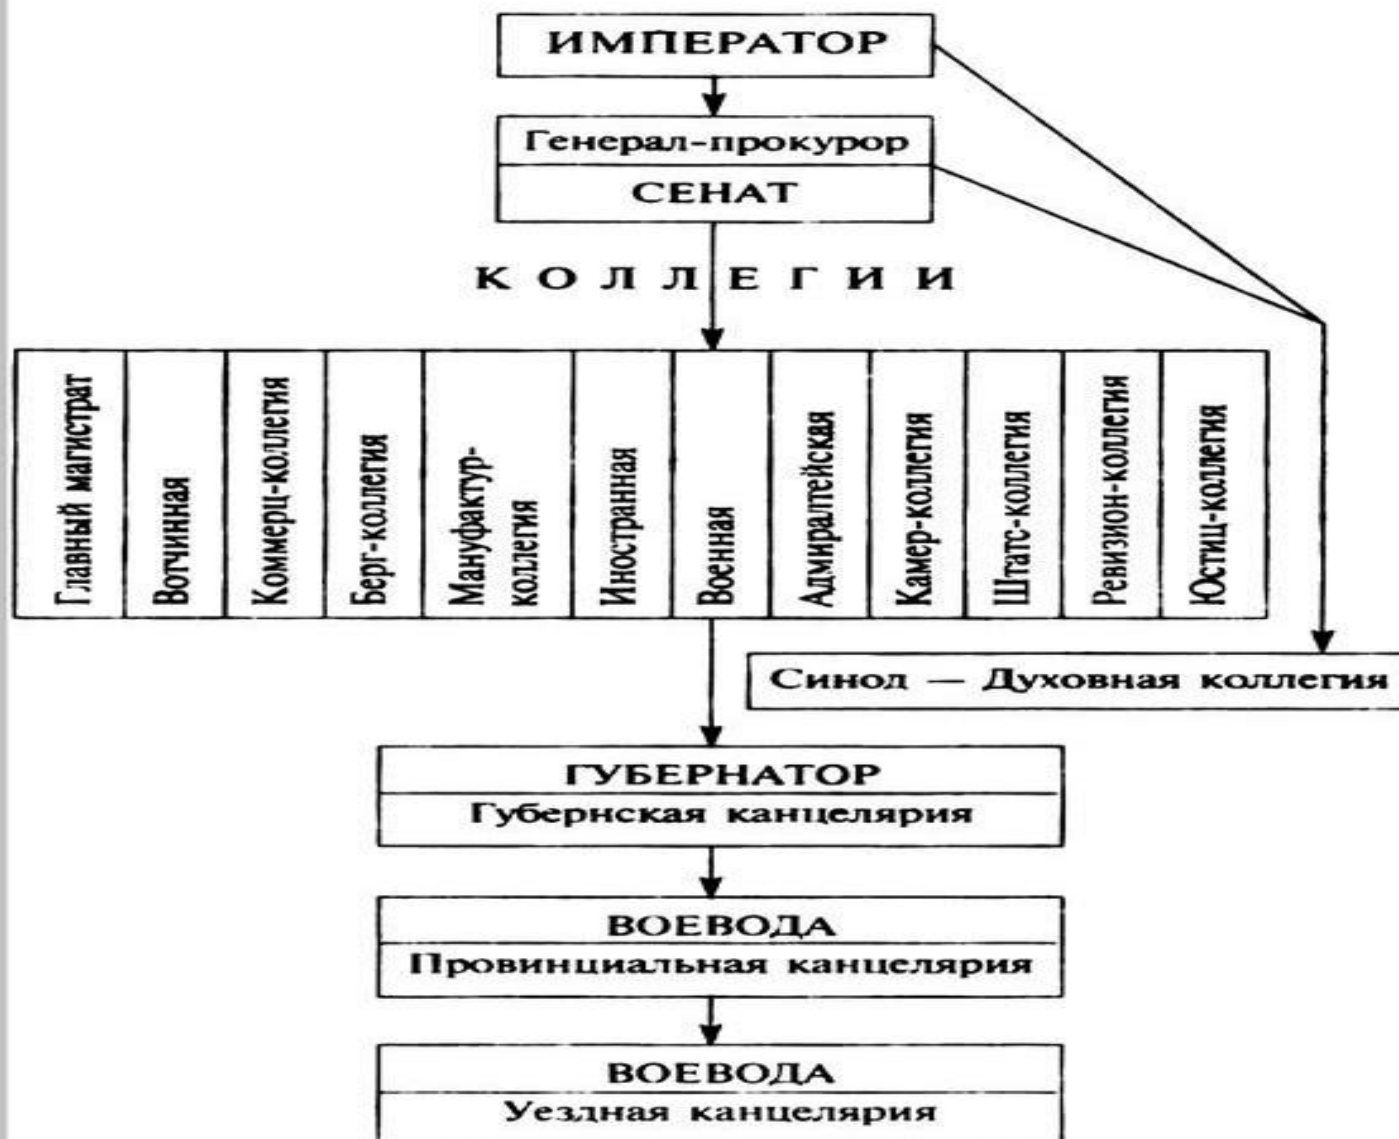 ИМПЕРАТОР
Генерал-прокурор
СЕНАТ
КОЛЛЕГИИ
Главный магистрат
Вотчинная
Коммерц-коллегия
Берг-коллегия
Мануфактур-
коллегия
Иностранная
Военная
Адмиралтейская
Камер-коллегия
Штатс-коллегия
Ревизион-коллегия
Юстиц-коллегия
Синод — Духовная коллегия
ГУБЕРНАТОР
Губернская канцелярия
ВОЕВОДА
Провинциальная канцелярия
ВОЕВОДА
Уездная канцелярия